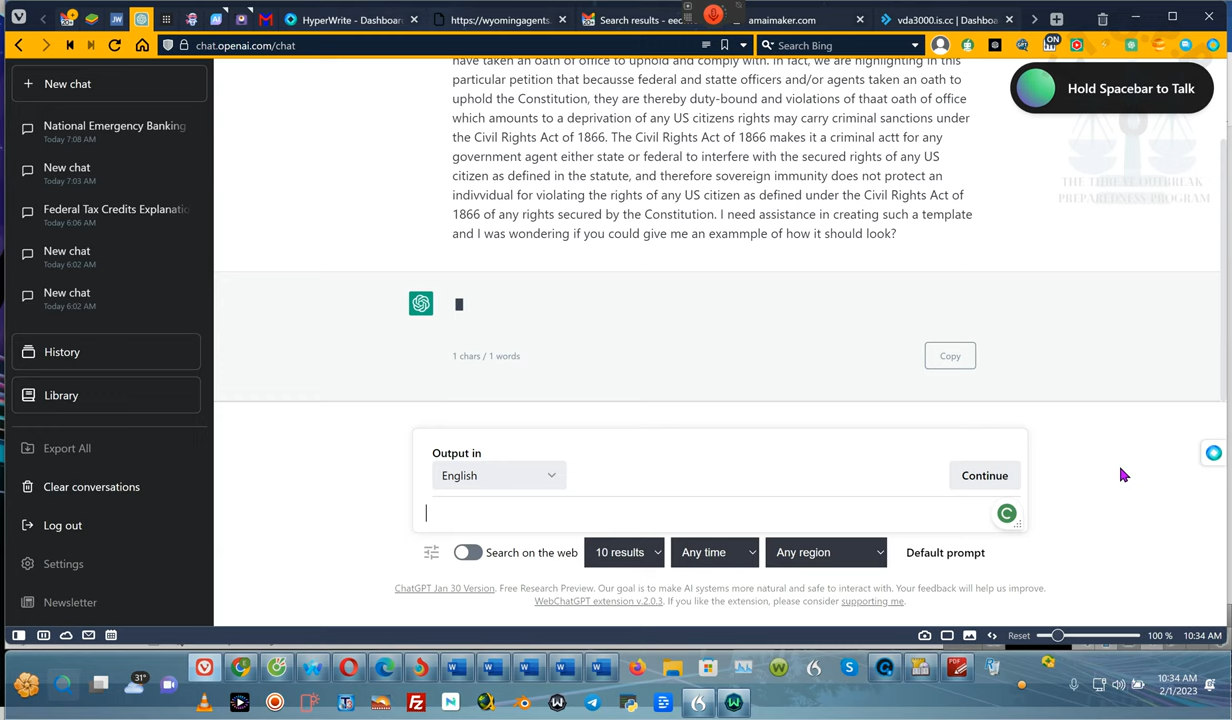 HyperWrite - Dashboar
https://wyomingagents.
Search results - eed
amaimaker.com
vda3000.is.cc | Dashboa
chat.openai.com/chat
Search Bing
ON
New chat
National Emergency Banking
Today 7:08 AM
New chat
Today 7:03 AM
Federal Tax Credits Explanatio
Today 6:06 AM
New chat
Today 6:02 AM
New chat
Today 6:02 AM
History
Library
Export All
Clear conversations
Log out
Settings
Newsletter
have taken an oath of office to uphold and comply with. In fact, we are highlighting in this
particular petition that becausse federal and statte officers and/or agents taken an oath to
uphold the Constitution, they are thereby duty-bound and violations of thaat oath of office
which amounts to a deprivation of any US citizens rights may carry criminal sanctions under
the Civil Rights Act of 1866. The Civil Rights Act of 1866 makes it a criminal actt for any
government agent either state or federal to interfere with the secured rights of any US
citizen as defined in the statute, and therefore sovereign immunity does not protect an
indivvidual for violating the rights of any US citizen as defined under the Civil Rights Act of
1866 of any rights secured by the Constitution. I need assistance in creating such a template
and I was wondering if you could give me an exammple of how it should look?
Hold Spacebar to Talk
THE THREAT OUTBREAK
PREPAREDNESS PROGRAM
1 chars / 1 words
Copy
Output in
English
Continue
Search on the web
10 results
Any time
Any region
Default prompt
ChatGPT Jan 30 Version. Free Research Preview. Our goal is to make AI systems more natural and safe to interact with. Your feedback will help us improve.
WebChatGPT extension v.2.0.3. If you like the extension, please consider supporting me.
Reset
100 %
10:34 AM
31°
10:34 AM
2/1/2023